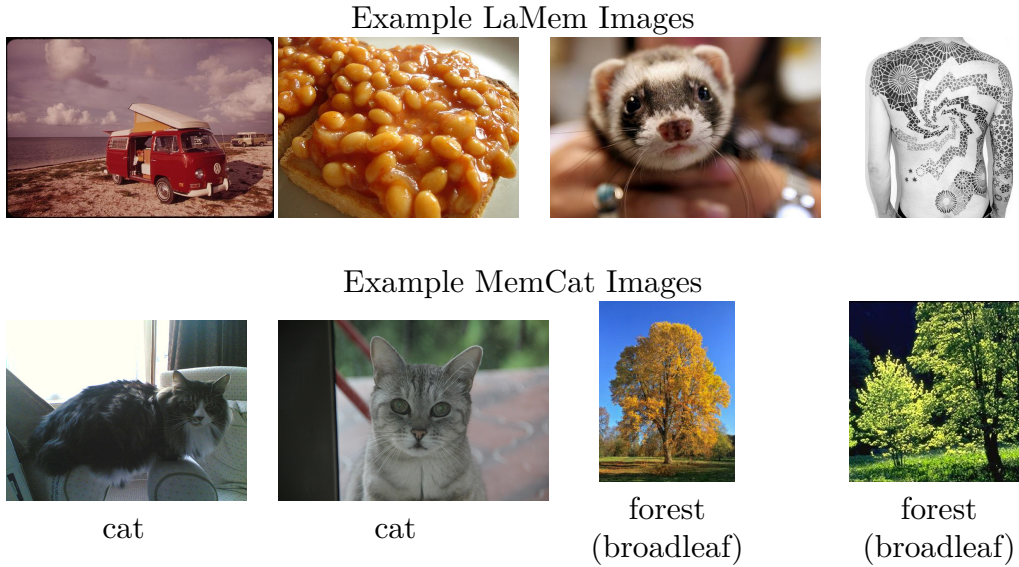 Example LaMem Images
Example MemCat Images
cat
cat
forest
(broadleaf)
forest
(broadleaf)